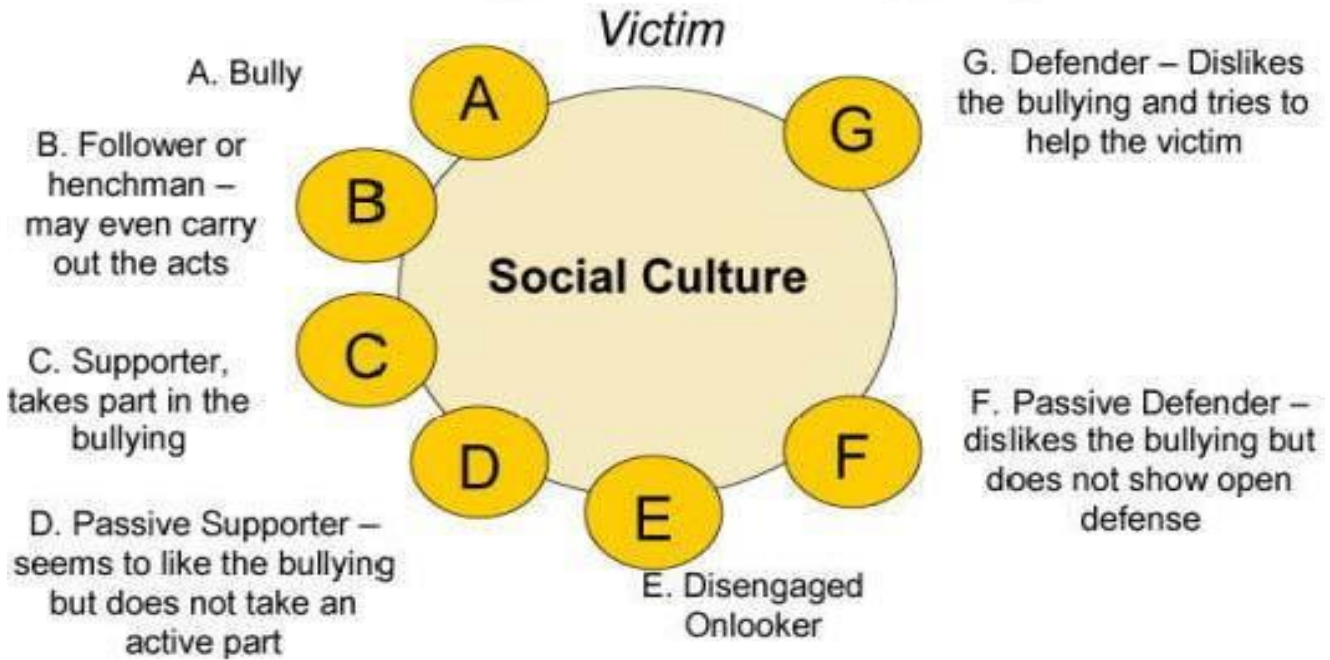 Victim
A. Bully
A
B. Follower or
henchman –
may even carry
out the acts
B
C. Supporter,
takes part in the
bullying
C
D. Passive Supporter –
seems to like the bullying
but does not take an
active part
D
Social Culture
E
E. Disengaged
Onlooker
F
F. Passive Defender –
dislikes the bullying but
does not show open
defense
G
G. Defender – Dislikes
the bullying and tries to
help the victim